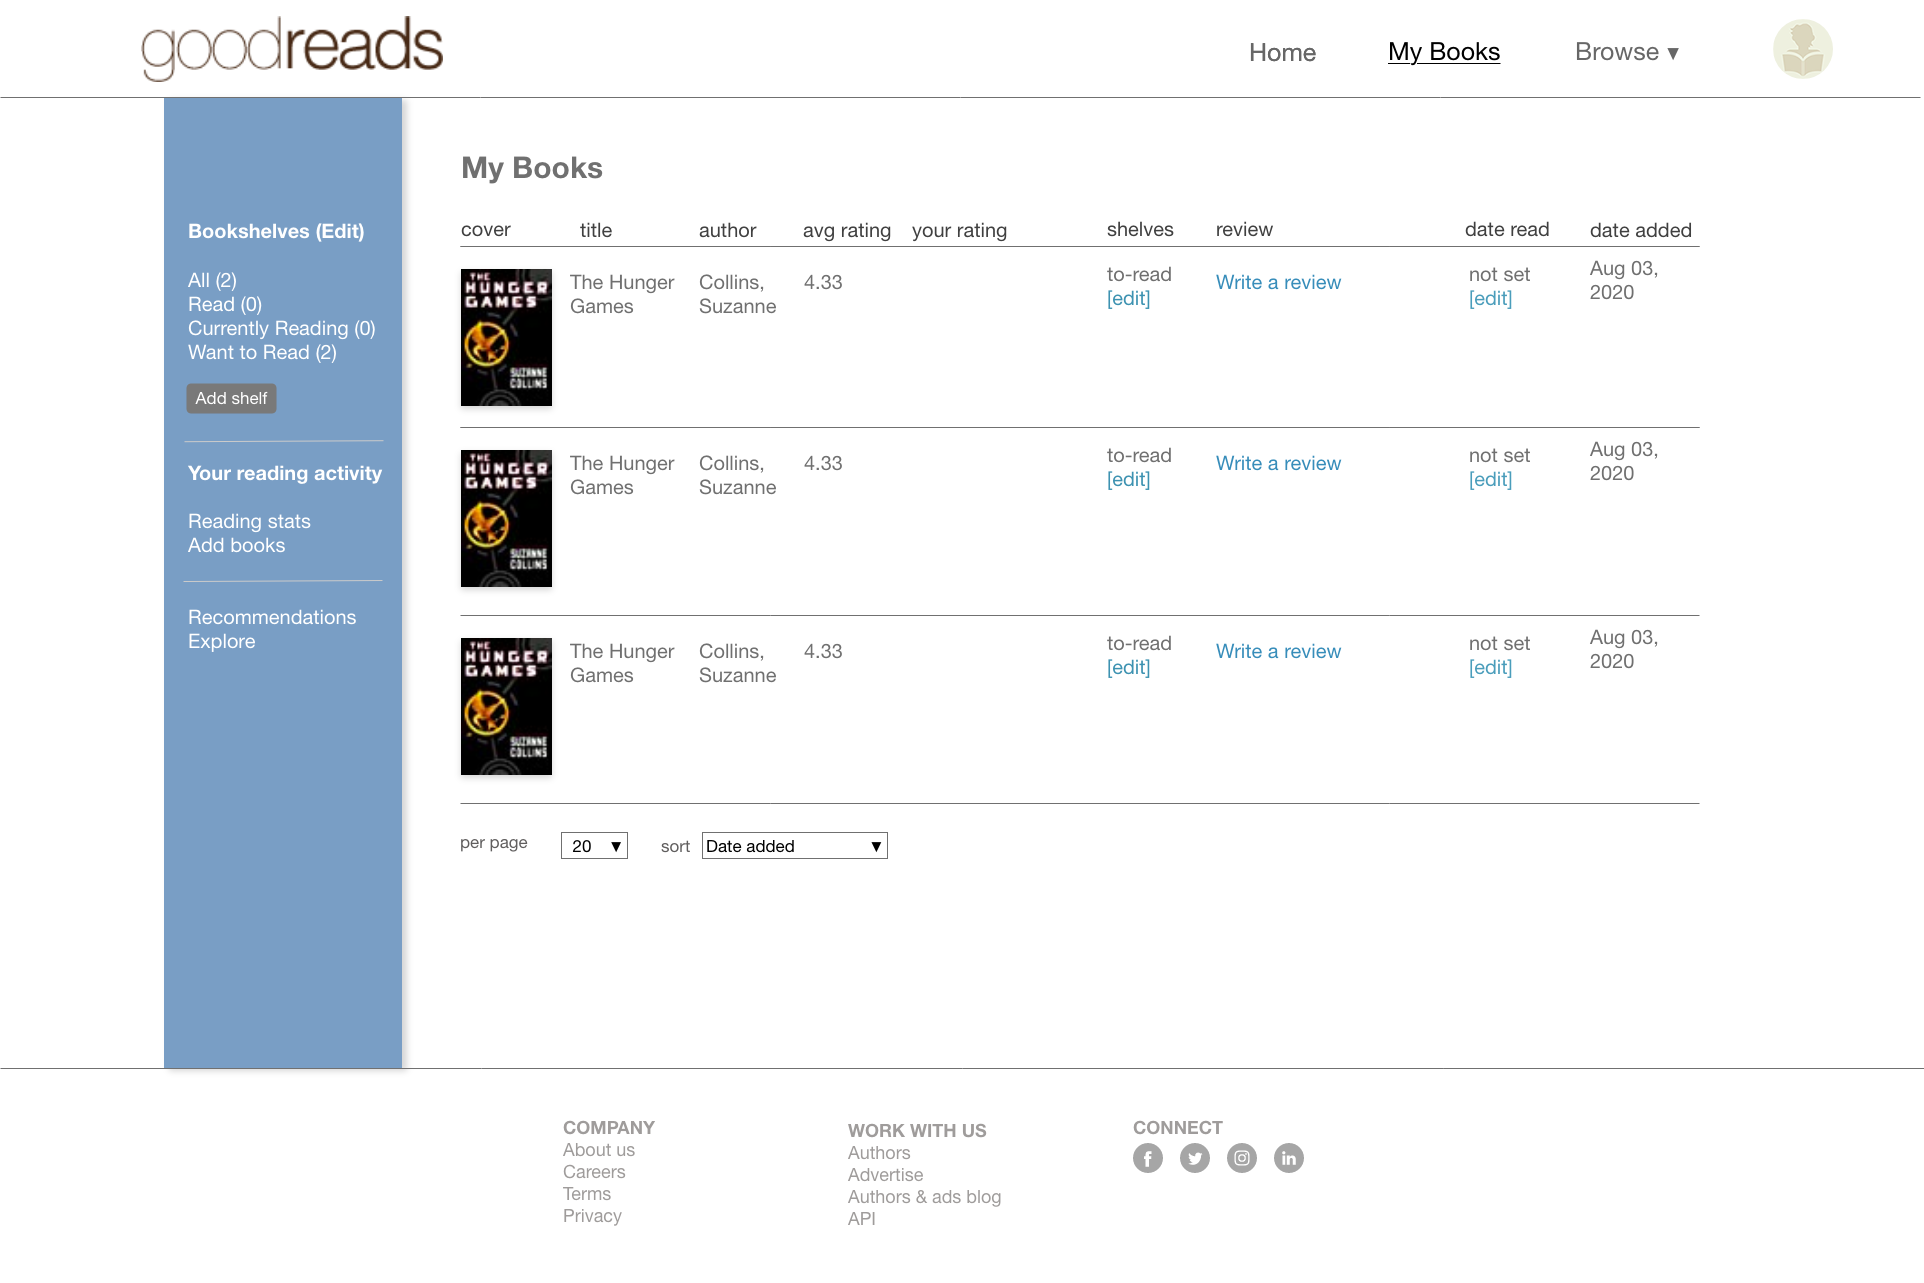 goodreads
Home My Books Browse ▾
Bookshelves (Edit)
All (2)
Read (0)
Currently Reading (0)
Want to Read (2)
Add shelf
Your reading activity
Reading stats
Add books
Recommendations
Explore
My Books
cover title author avg rating your rating shelves review date read date added
THE
HUNGER
GAMES
SUZANNE
COLLINS
The Hunger
Games
Collins,
Suzanne
4.33
to-read
[edit]
Write a review
not set
[edit]
Aug 03,
2020
THE
HUNGER
GAMES
SUZANNE
COLLINS
The Hunger
Games
Collins,
Suzanne
4.33
to-read
[edit]
Write a review
not set
[edit]
Aug 03,
2020
THE
HUNGER
GAMES
SUZANNE
COLLINS
The Hunger
Games
Collins,
Suzanne
4.33
to-read
[edit]
Write a review
not set
[edit]
Aug 03,
2020
per page 20 ▼ sort Date added ▼
COMPANY
About us
Careers
Terms
Privacy
WORK WITH US
Authors
Advertise
Authors & ads blog
API
CONNECT
f in